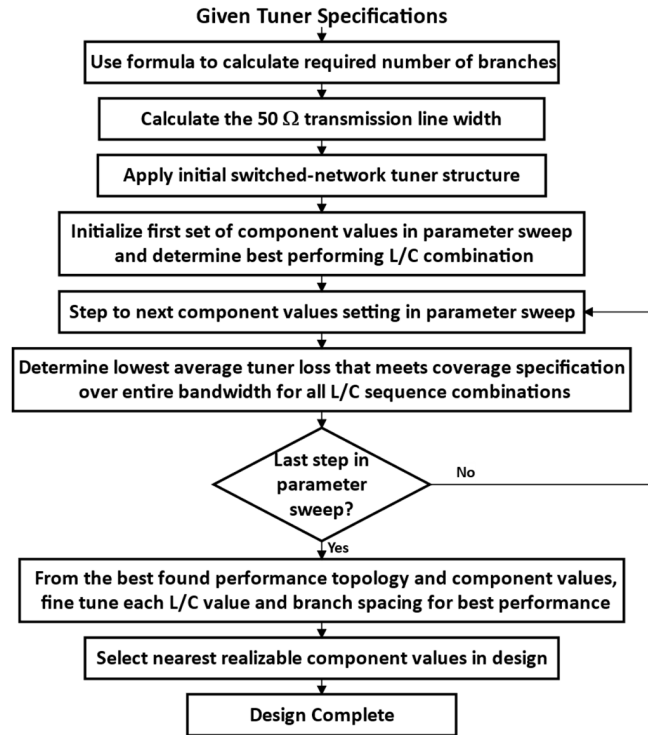 Given Tuner Specifications
Use formula to calculate required number of branches
Calculate the 50 Ω transmission line width
Apply initial switched-network tuner structure
Initialize first set of component values in parameter sweep
and determine best performing L/C combination
Step to next component values setting in parameter sweep
Determine lowest average tuner loss that meets coverage specification
over entire bandwidth for all L/C sequence combinations
Last step in
parameter
sweep?
No
Yes
From the best found performance topology and component values,
fine tune each L/C value and branch spacing for best performance
Select nearest realizable component values in design
Design Complete